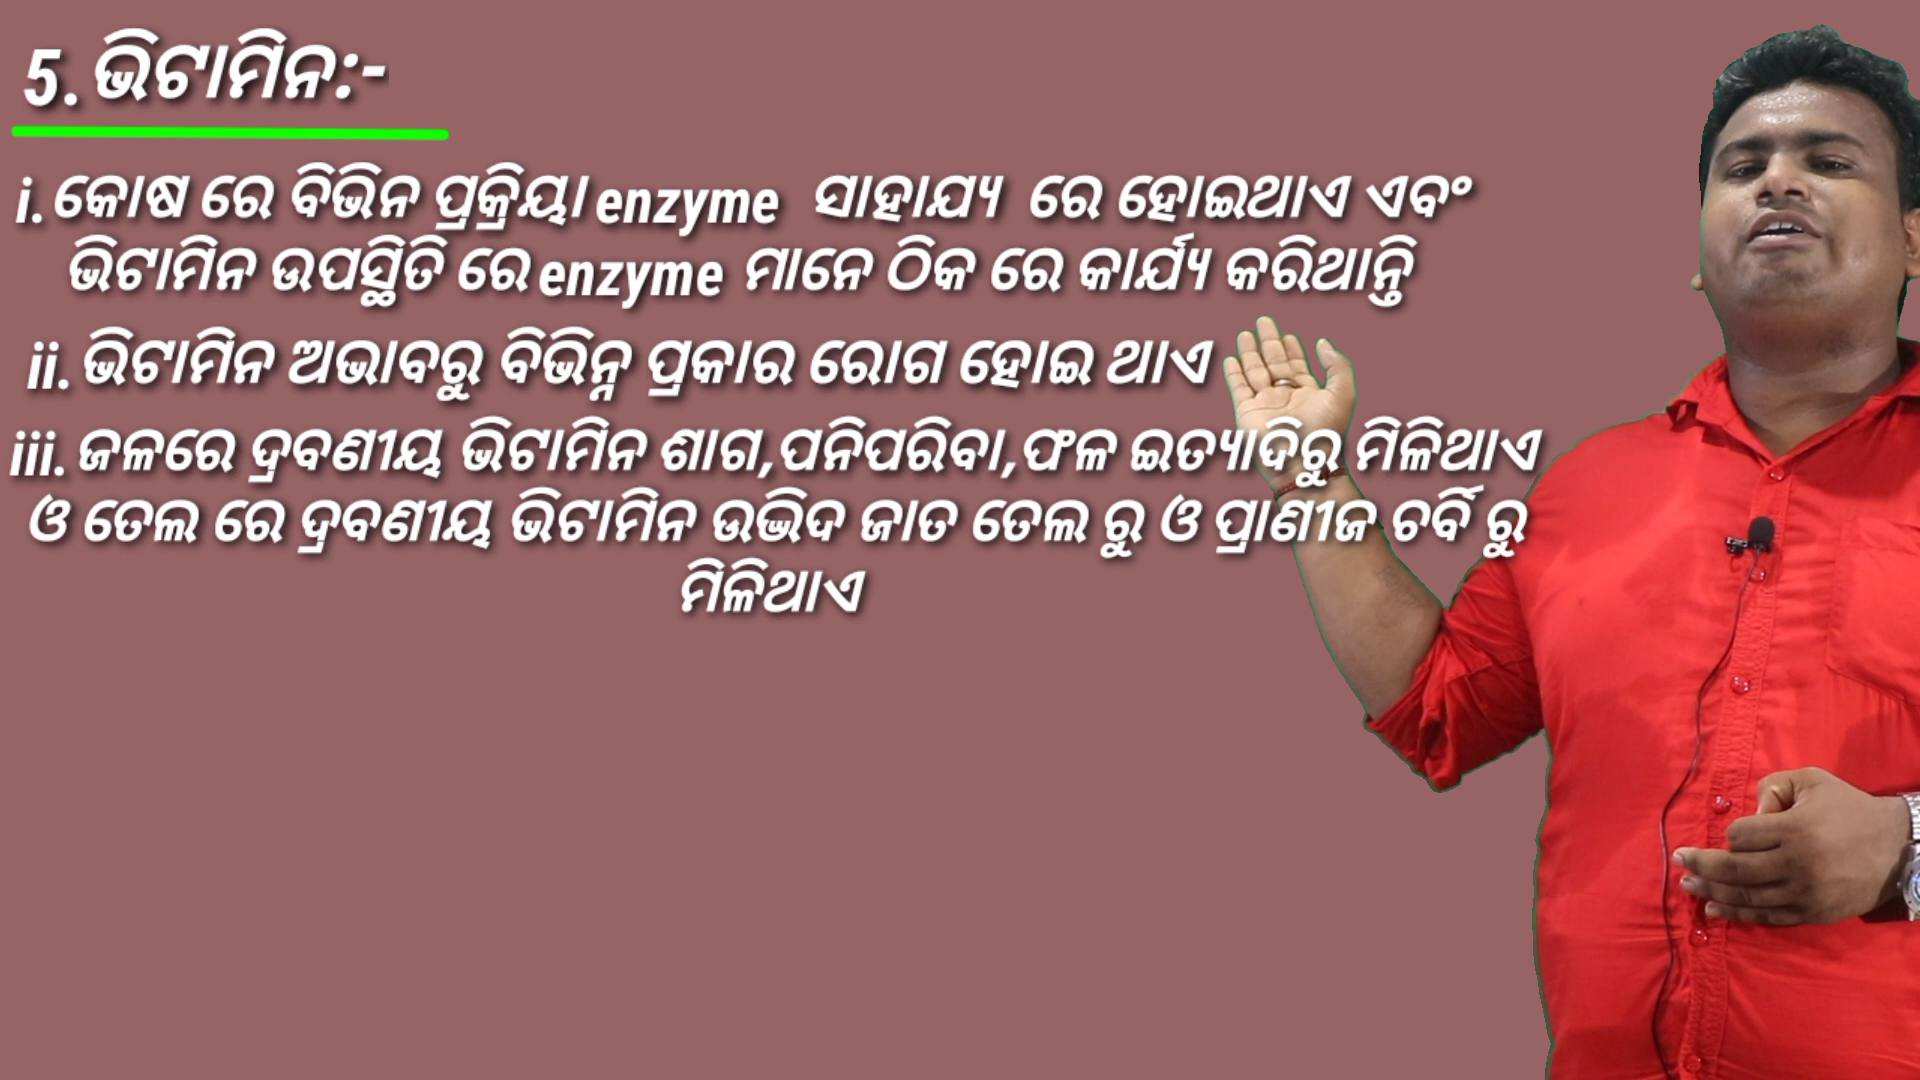 5. ଭିଟାମିନ:-
i. କୋଷ ରେ ବିଭିନ ପ୍ରକ୍ରିୟା enzyme ସାହାଯ୍ୟ ରେ ହୋଇଥାଏ ଏବଂ
ଭିଟାମିନ ଉପସ୍ଥିତି ରେ enzyme ମାନେ ଠିକ ରେ କାର୍ଯ୍ୟ କରିଥାନ୍ତି
ii. ଭିଟାମିନ ଅଭାବରୁ ବିଭିନ୍ନ ପ୍ରକାର ରୋଗ ହୋଇ ଥାଏ
iii. ଜଳରେ ଦ୍ରବଣୀୟ ଭିଟାମିନ ଶାଗ,ପନିପରିବା,ଫଳ ଇତ୍ୟାଦିରୁ ମିଳିଥାଏ
ଓ ତେଲ ରେ ଦ୍ରବଣୀୟ ଭିଟାମିନ ଉଦ୍ଭିଦ ଜାତ ତେଲ ରୁ ଓ ପ୍ରାଣୀଜ ଚର୍ବି ରୁ
ମିଳିଥାଏ